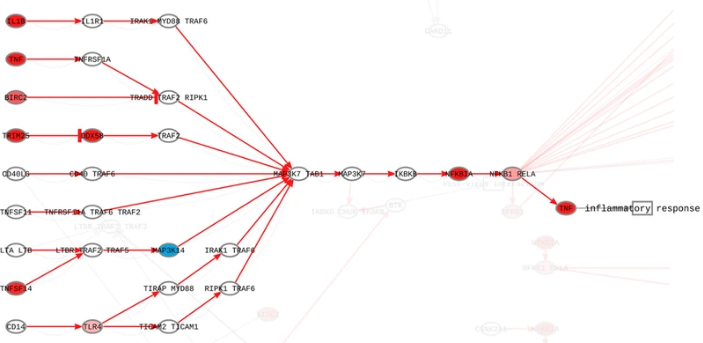 IL1B IL1R1 IRAK1 MYD88 TRAF6
TNF TNFRSF1A
BIRC2 TRADD TRAF2 RIPK1
TRIM25 DDX58 TRAF2
CD40LG CD40 TRAF6 MAP3K7 TAB1 MAP3K7 IKBKB NFKBIA NFKB1 RELA
TNFSF11 TNFRSF11A TRAF6 TRAF2 TNF inflammatory response
LTA LTB LTBR TRAF2 TRAF5 MAP3K14 IRAK1 TRAF6
TNFSF14 TIRAP MYD88 RIPK1 TRAF6
CD14 TLR4 TICAM2 TICAM1